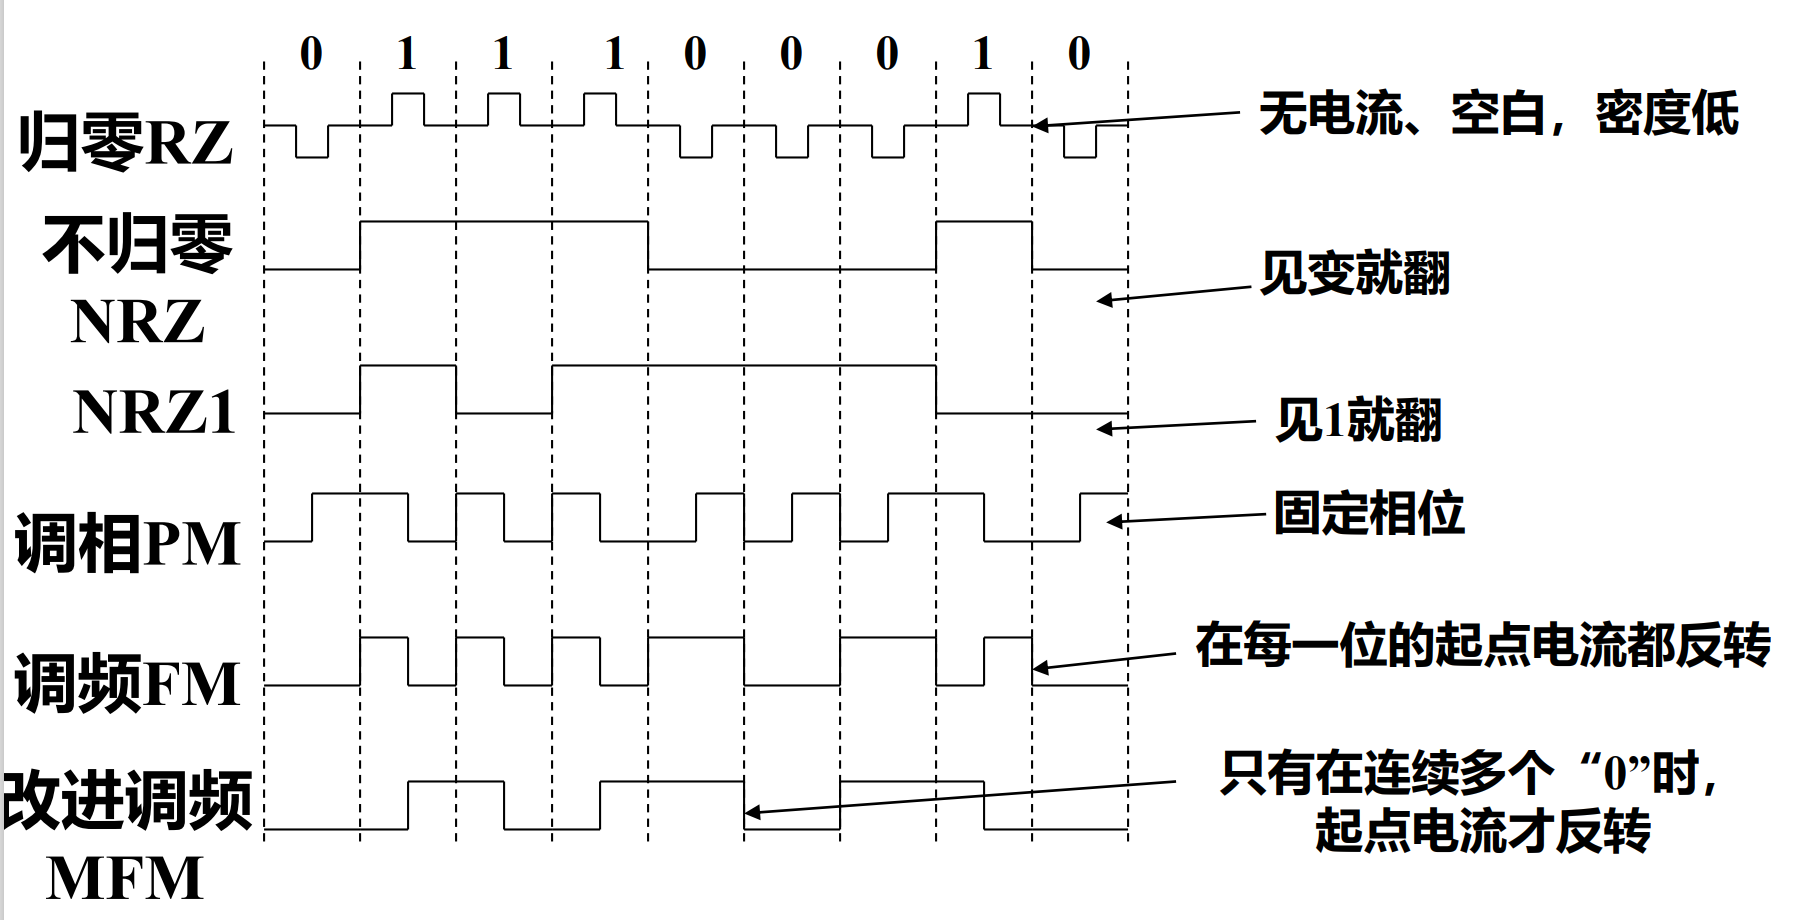 0 1 1 1 0 0 0 1 0
归零RZ
无电流、空白，密度低
不归零
NRZ
见变就翻
NRZ1
见1就翻
调相PM
固定相位
调频FM
在每一位的起点电流都反转
改进调频
MFM
只有在连续多个“0”时，
起点电流才反转